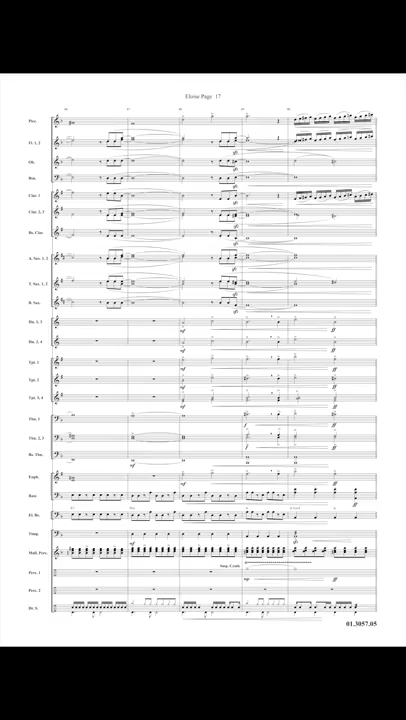 Eloise Page 17
Picc.
Fl. 1, 2
Ob.
Bsn.
Clar. 1
Clar. 2, 3
Bs. Clar.
A. Sax. 1, 2
T. Sax. 1, 2
B. Sax.
Hn. 1, 3
Hn. 2, 4
Tpt. 1
Tpt. 2
Tpt. 3, 4
Tbn. 1
Tbn. 2, 3
Bs. Tbn.
Euph.
Bass
El. Bs.
Timp.
Mall. Perc.
Perc. 1
Susp. Cymb.
Perc. 2
Dr. S.
01.3057.05